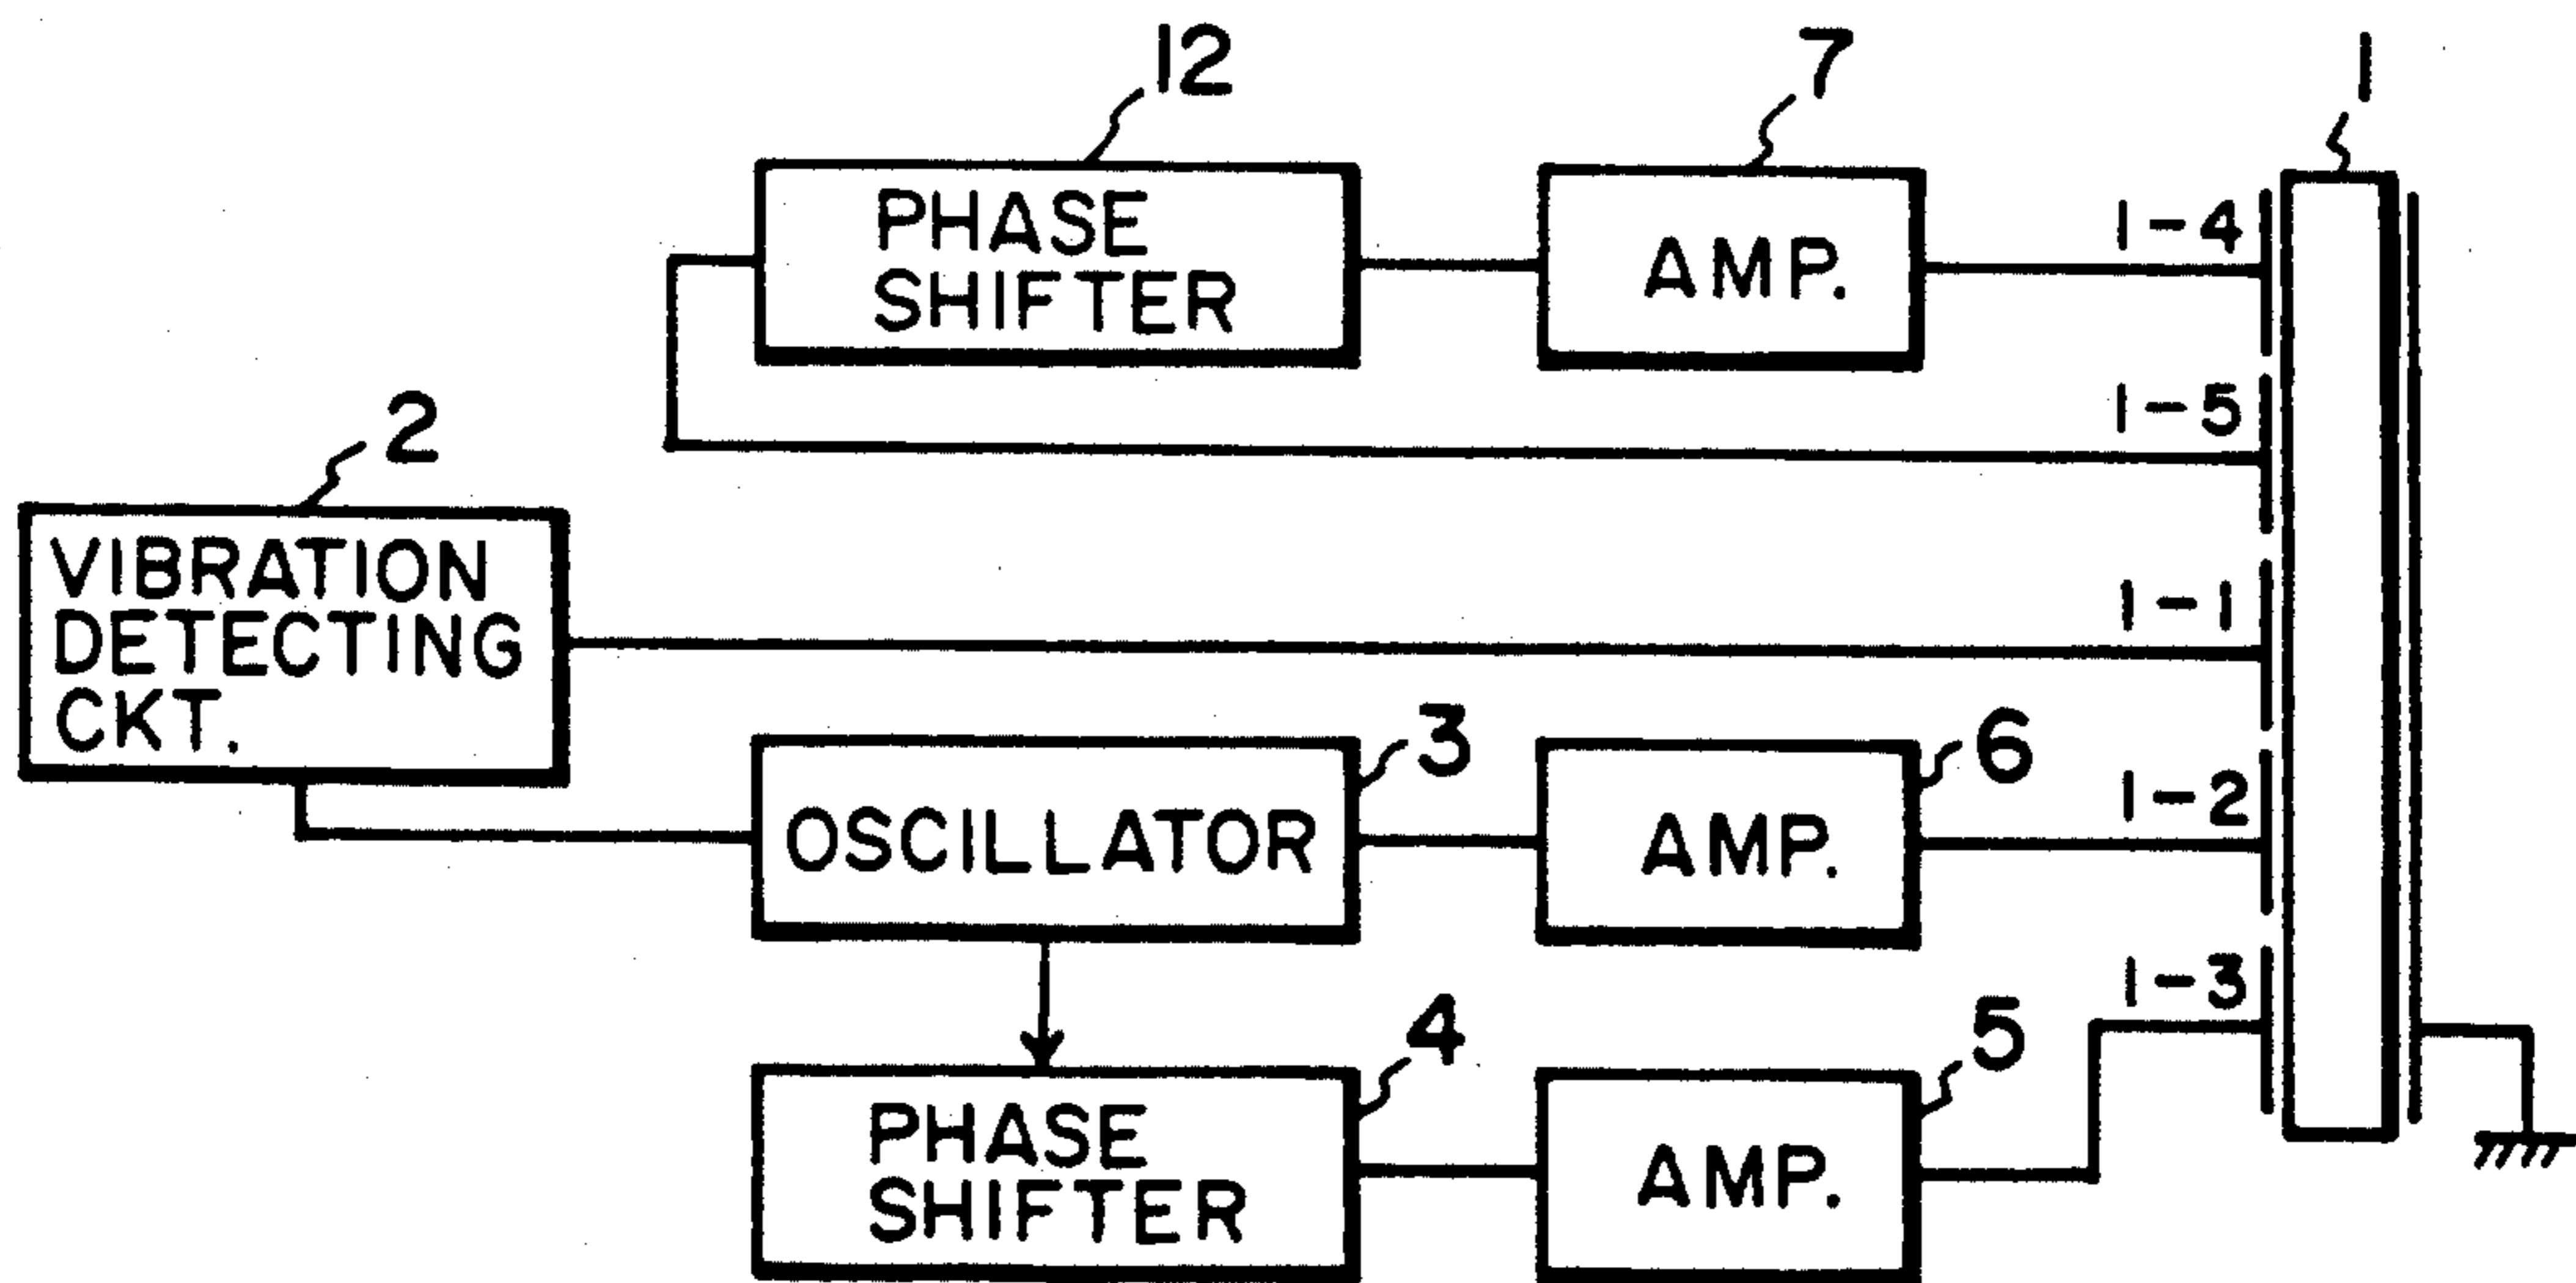 12
7
1
PHASE
SHIFTER
AMP.
1-4
1-5
2
VIBRATION
DETECTING
CKT.
1-1
3
6
OSCILLATOR
AMP.
1-2
1-3
4
5
PHASE
SHIFTER
AMP.